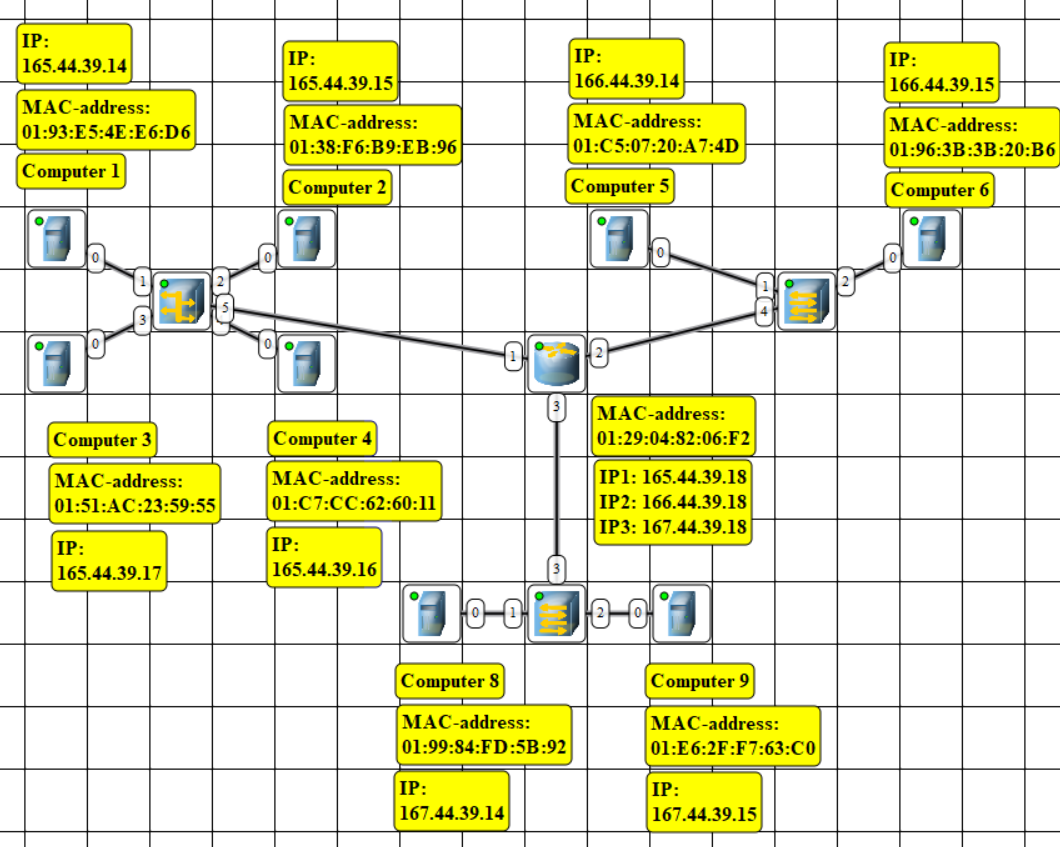 IP:
165.44.39.14
MAC-address:
01:93:E5:4E:E6:D6
Computer 1
IP:
165.44.39.15
MAC-address:
01:38:F6:B9:EB:96
Computer 2
IP:
166.44.39.14
MAC-address:
01:C5:07:20:A7:4D
Computer 5
IP:
166.44.39.15
MAC-address:
01:96:3B:3B:20:B6
Computer 6
0
1
2
0
3
0
5
0
0
1
2
0
4
1
2
3
Computer 3
MAC-address:
01:51:AC:23:59:55
IP:
165.44.39.17
Computer 4
MAC-address:
01:C7:CC:62:60:11
IP:
165.44.39.16
MAC-address:
01:29:04:82:06:F2
IP1: 165.44.39.18
IP2: 166.44.39.18
IP3: 167.44.39.18
3
0
1
2
0
Computer 8
MAC-address:
01:99:84:FD:5B:92
IP:
167.44.39.14
Computer 9
MAC-address:
01:E6:2F:F7:63:C0
IP:
167.44.39.15